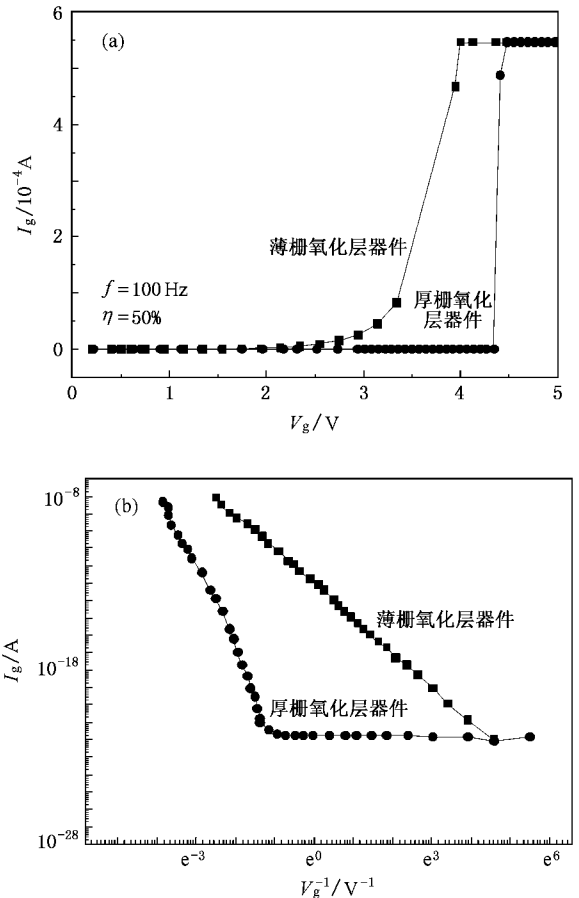 (a)
6
4
2
0
I_g/10^{-4}A
薄栅氧化层器件
厚栅氧化
层器件
f=100 Hz
η=50%
0 1 2 3 4 5
V_g/V
(b)
10^{-8}
10^{-18}
10^{-28}
I_g/A
薄栅氧化层器件
厚栅氧化层器件
e^{-3} e^0 e^3 e^6
V_g^{-1}/V^{-1}